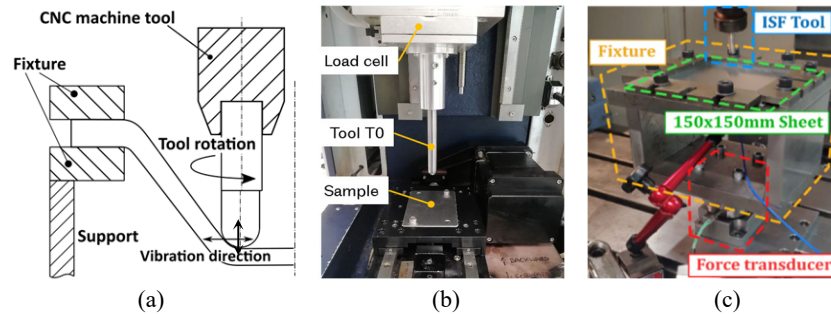 CNC machine tool
Fixture
Tool rotation
Support
Vibration direction
(a)
Load cell
Tool T0
Sample
(b)
ISF Tool
Fixture
150x150mm Sheet
Force transducer
(c)